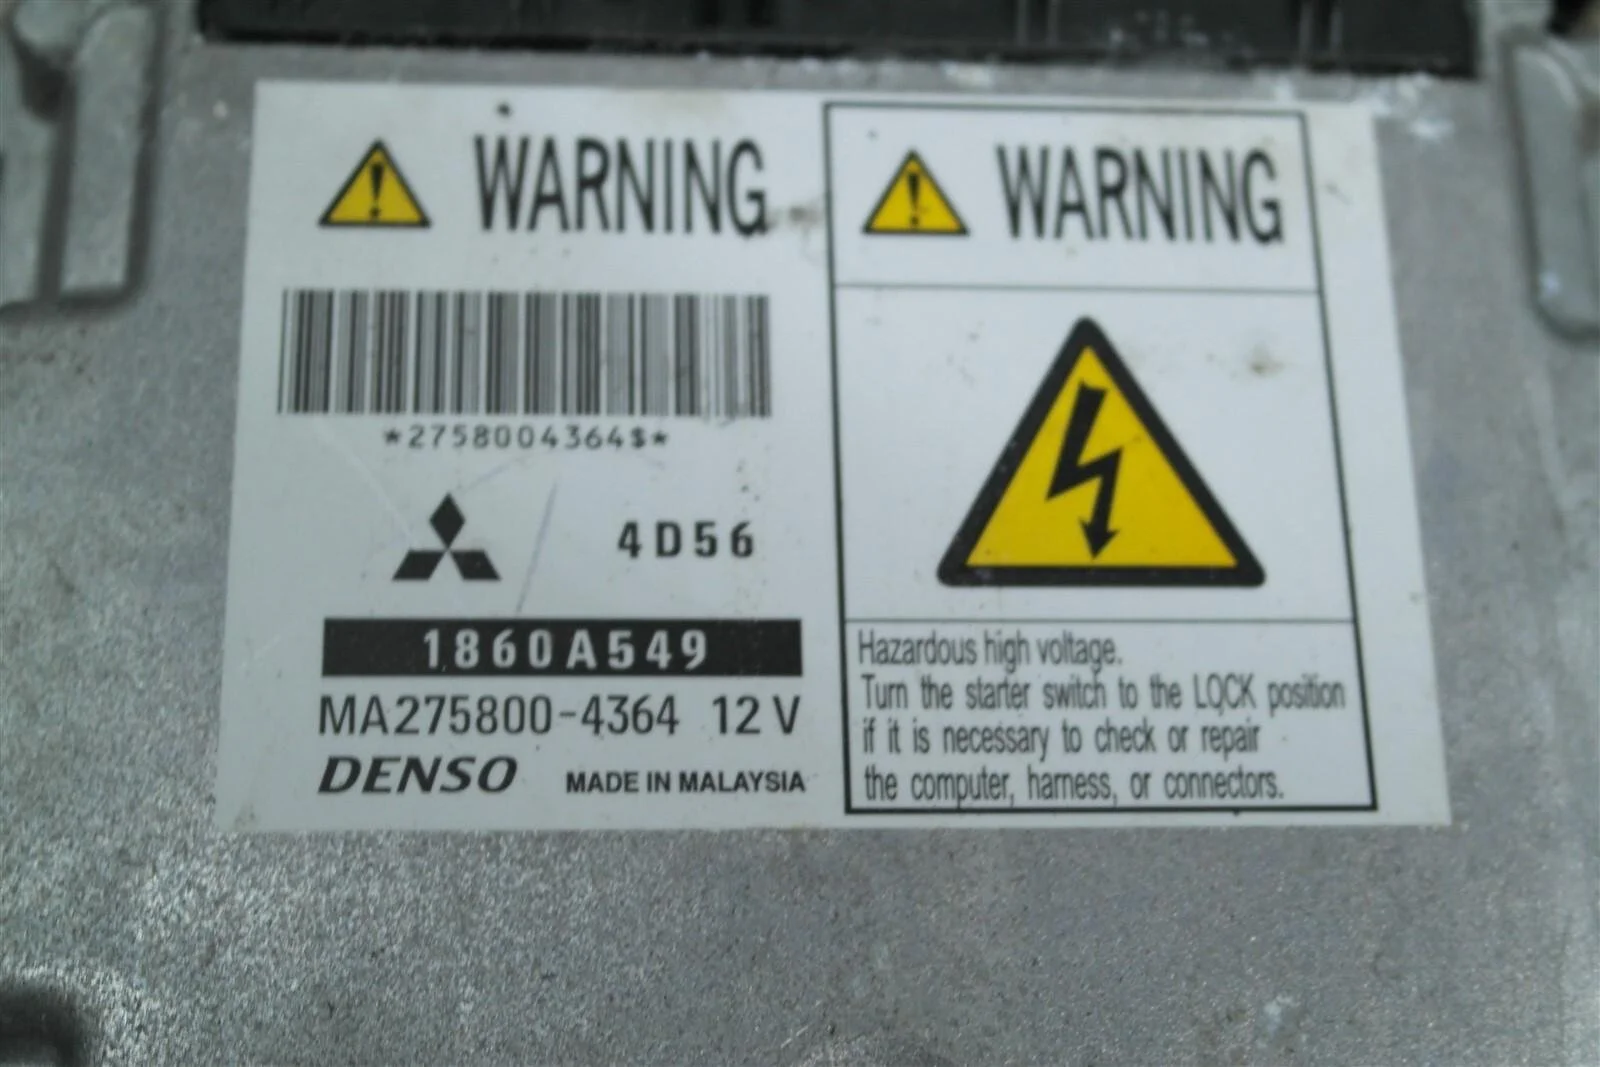 WARNING
*2758004364$*
4D56
1860A549
MA275800-4364 12V
DENSO MADE IN MALAYSIA
WARNING
Hazardous high voltage.
Turn the starter switch to the LOCK position
if it is necessary to check or repair
the computer, harness, or connectors.